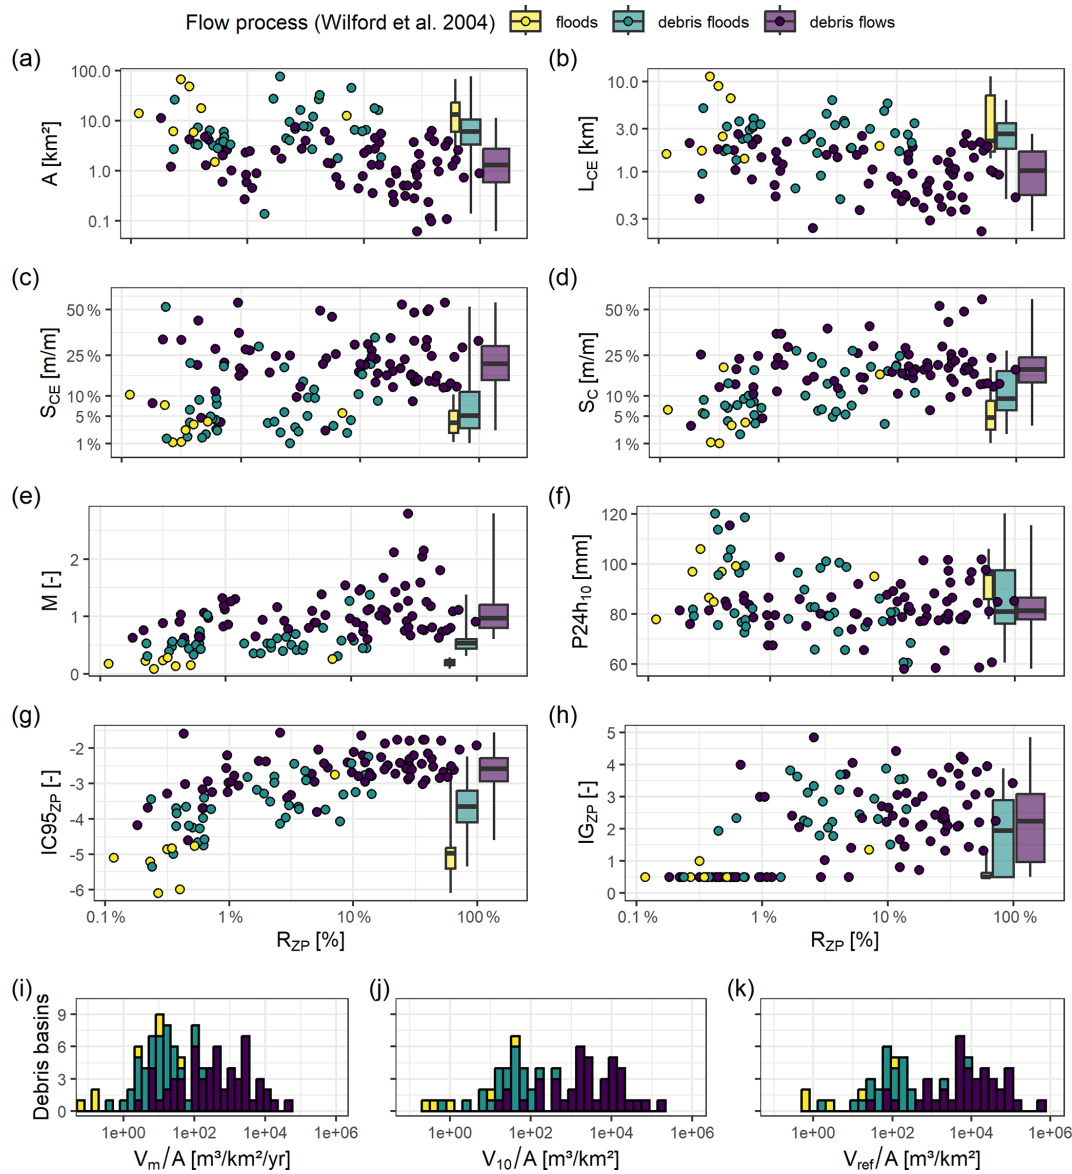 Flow process (Wilford et al. 2004) floods debris floods debris flows
(a) (b)
100.0
10.0
1.0
0.1
A [km²]
10.0
3.0
1.0
0.3
L_CE [km]
(c) (d)
50 %
25 %
10 %
5 %
1 %
S_CE [m/m]
50 %
25 %
10 %
5 %
1 %
S_C [m/m]
(e) (f)
2
1
0
M [-]
120
100
80
60
P24h_10 [mm]
(g) (h)
-2
-3
-4
-5
-6
IC95_ZP [-]
5
4
3
2
1
0
IG_ZP [-]
0.1 % 1 % 10 % 100 %
R_ZP [%]
0.1 % 1 % 10 % 100 %
R_ZP [%]
(i) (j) (k)
9
6
3
0
Debris basins
1e+00 1e+02 1e+04 1e+06
V_m/A [m³/km²/yr]
1e+00 1e+02 1e+04 1e+06
V_10/A [m³/km²]
1e+00 1e+02 1e+04 1e+06
V_ref/A [m³/km²]